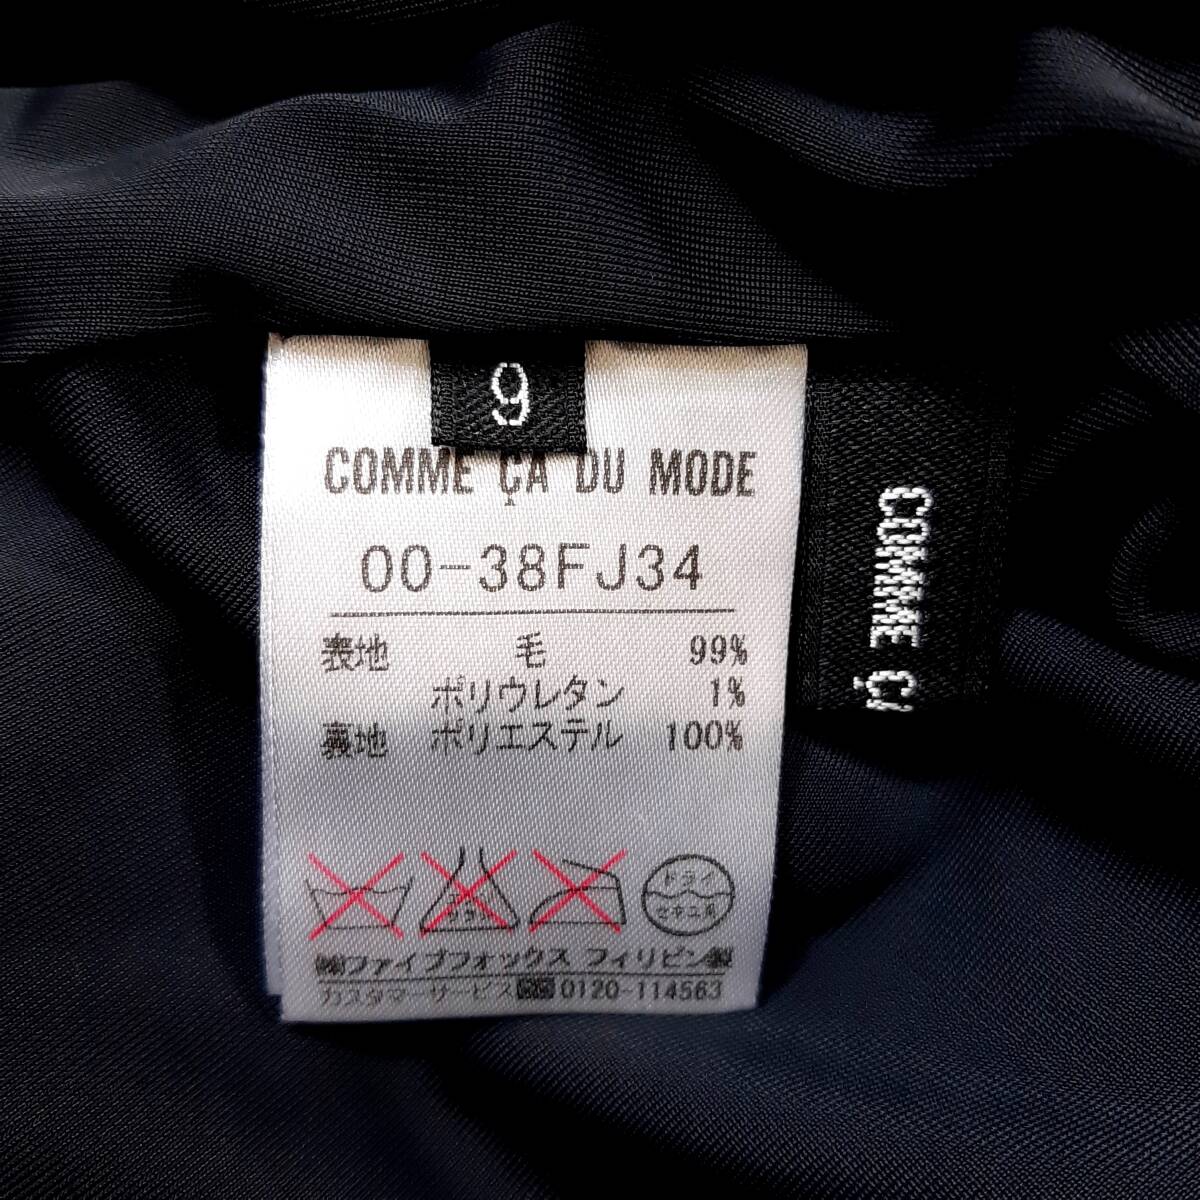 9
COMME ÇA DU MODE
00-38FJ34
表地 毛 99%
ポリウレタン 1%
裏地 ポリエステル 100%
ドライ
セキユ系
㈱ファイブフォックス フィリピン製
カスタマーサービス 0120-114563
COMME Ç